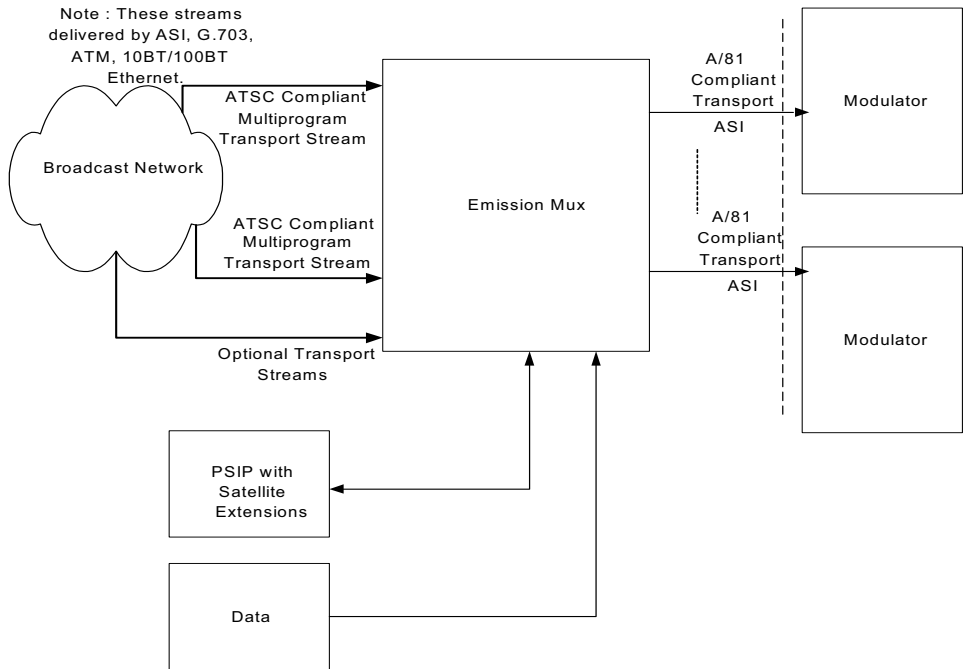 Note : These streams
delivered by ASI, G.703,
ATM, 10BT/100BT
Ethernet.
Broadcast Network
ATSC Compliant
Multiprogram
Transport Stream
ATSC Compliant
Multiprogram
Transport Stream
Optional Transport
Streams
Emission Mux
A/81
Compliant
Transport
ASI
A/81
Compliant
Transport
ASI
Modulator
Modulator
PSIP with
Satellite
Extensions
Data